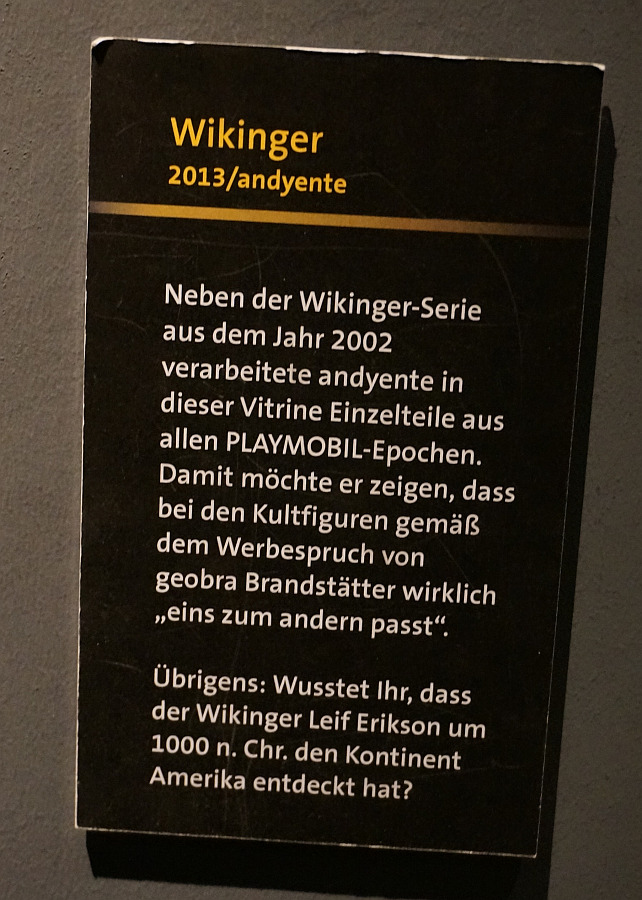 Wikinger
2013/andyente
Neben der Wikinger-Serie
aus dem Jahr 2002
verarbeitete andyente in
dieser Vitrine Einzelteile aus
allen PLAYMOBIL-Epochen.
Damit möchte er zeigen, dass
bei den Kultfiguren gemäß
dem Werbespruch von
geobra Brandstätter wirklich
„eins zum andern passt“.
Übrigens: Wusstet Ihr, dass
der Wikinger Leif Erikson um
1000 n. Chr. den Kontinent
Amerika entdeckt hat?